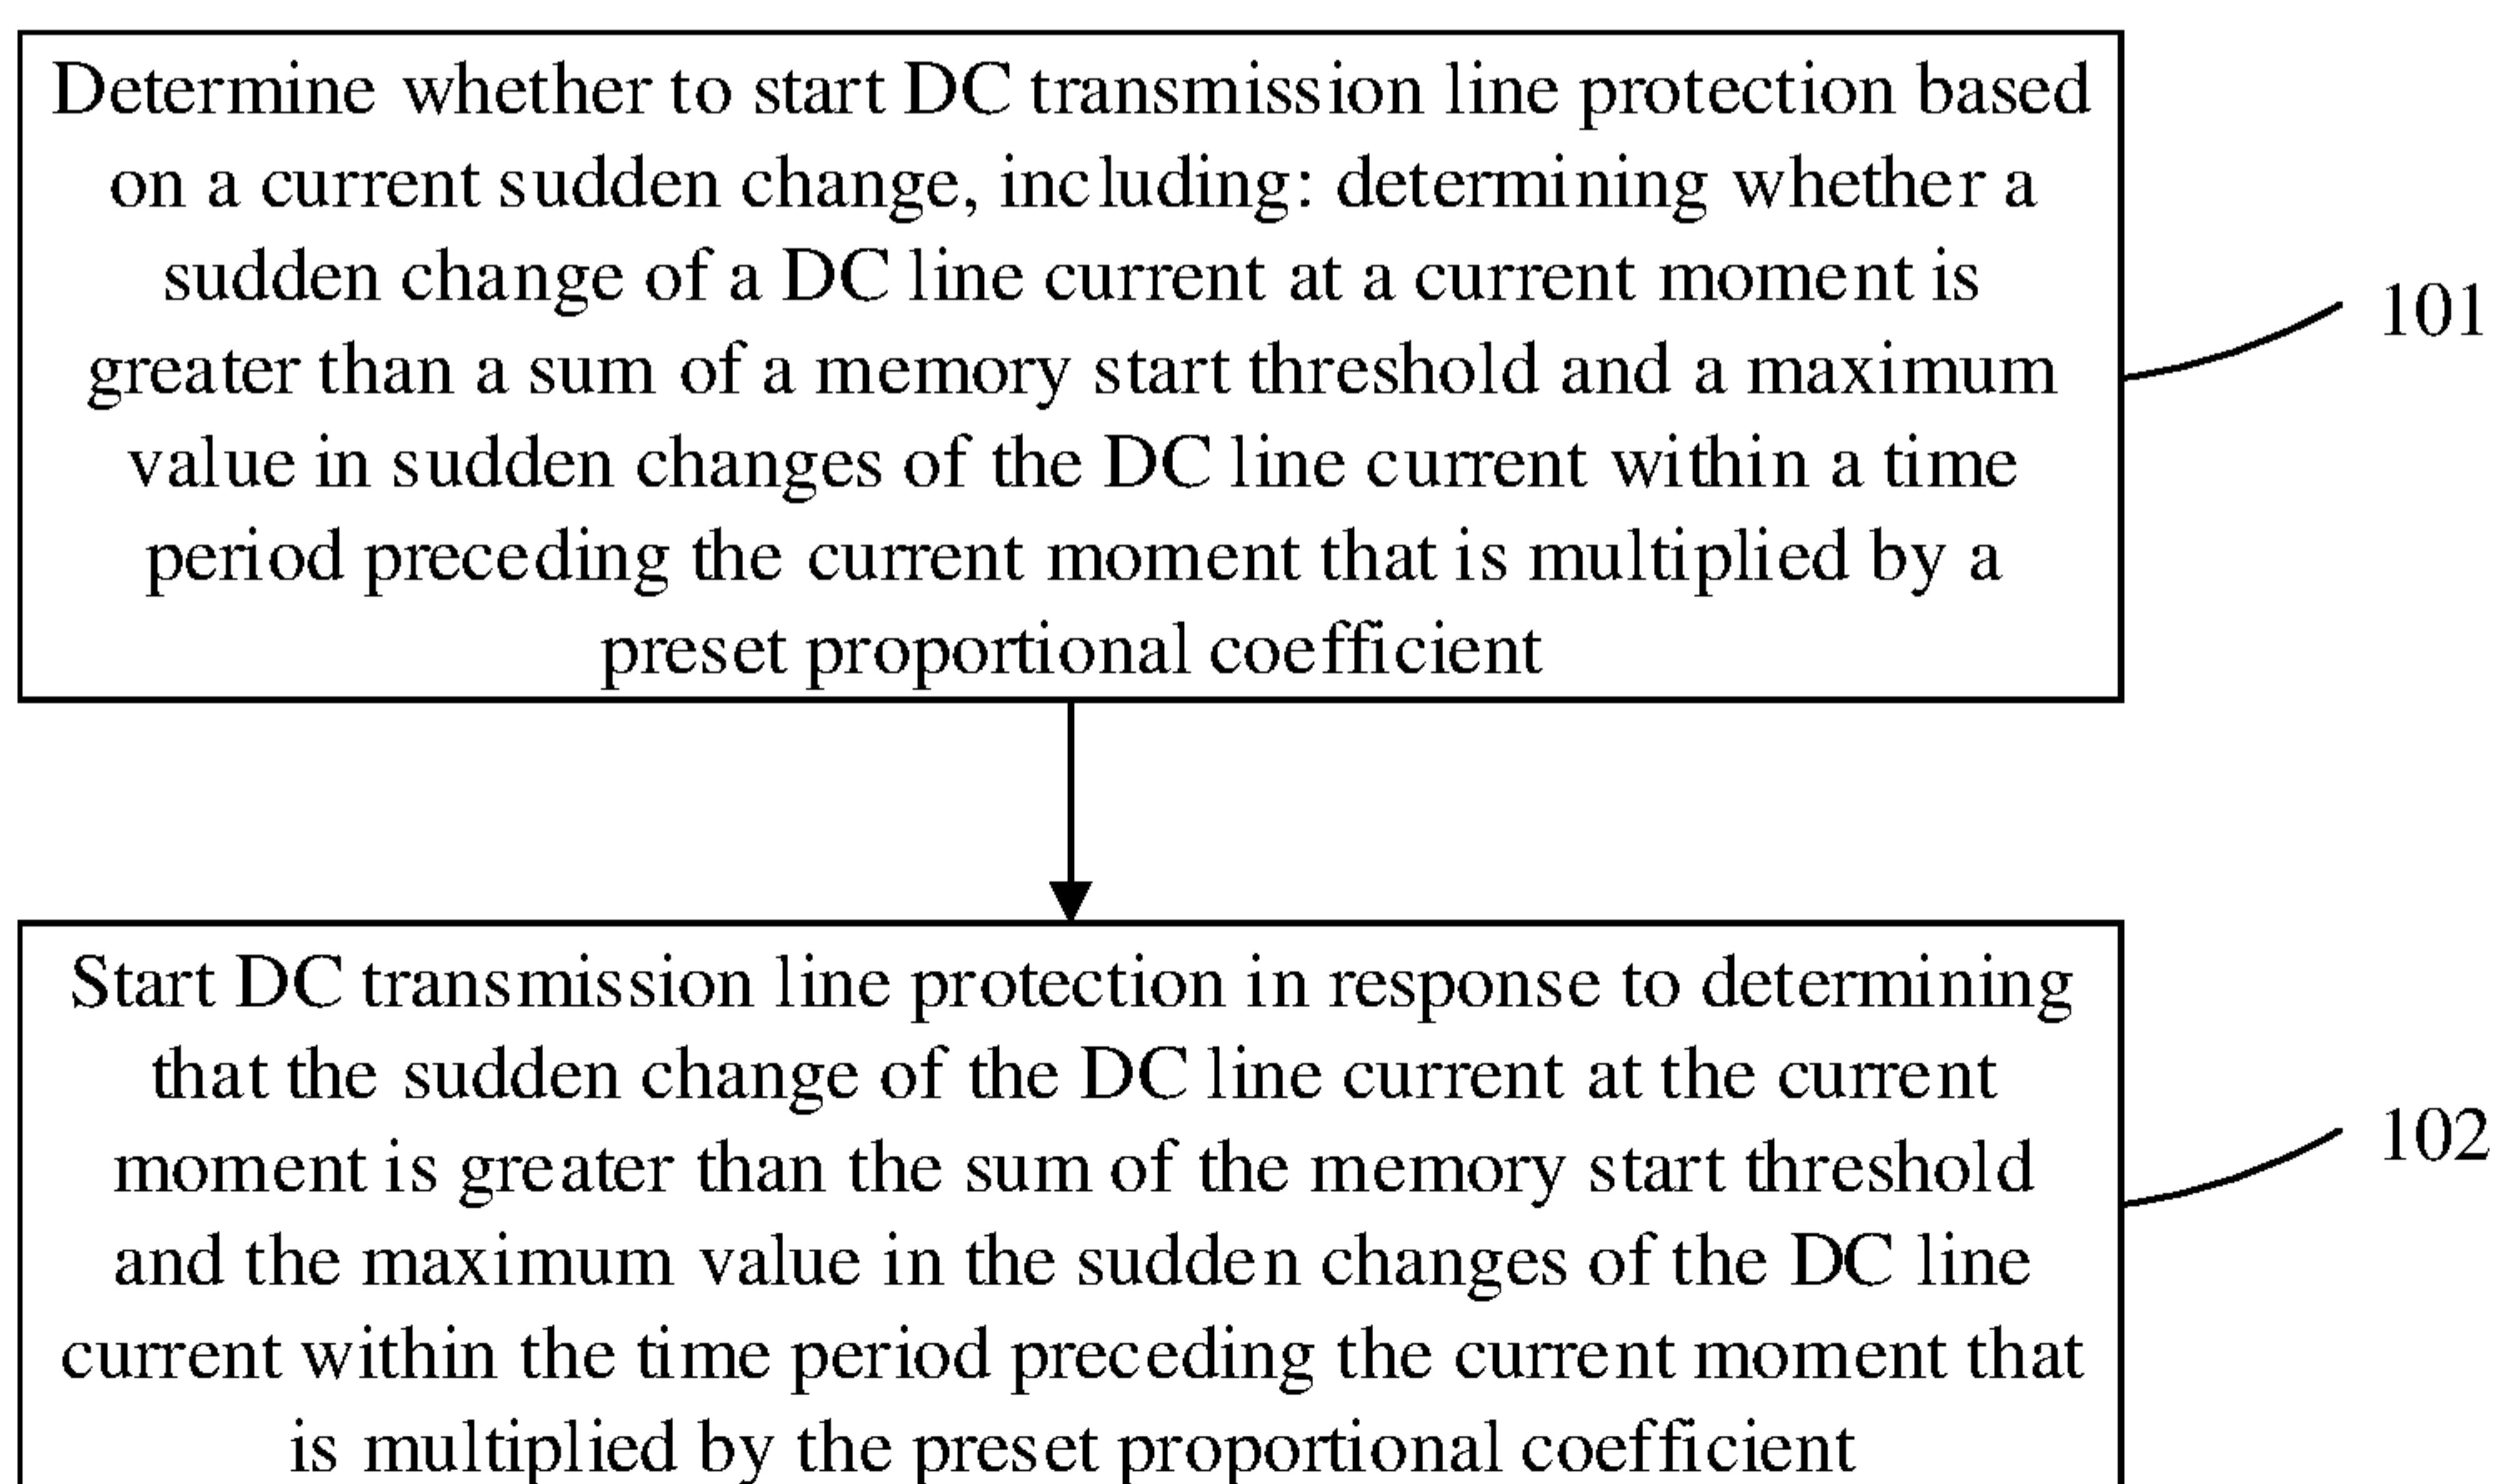 Determine whether to start DC transmission line protection based
on a current sudden change, including: determining whether a
sudden change of a DC line current at a current moment is
greater than a sum of a memory start threshold and a maximum
value in sudden changes of the DC line current within a time
period preceding the current moment that is multiplied by a
preset proportional coefficient
101
Start DC transmission line protection in response to determining
that the sudden change of the DC line current at the current
moment is greater than the sum of the memory start threshold
and the maximum value in the sudden changes of the DC line
current within the time period preceding the current moment that
is multiplied by the preset proportional coefficient
102